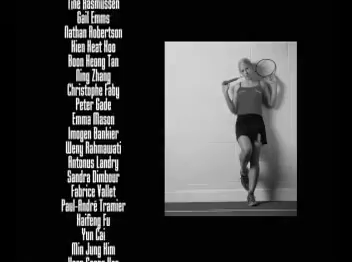 Tine Rasmussen
Gail Emms
Nathan Robertson
Kien Keat Koo
Boon Heong Tan
Ning Zhang
Christophe Faby
Peter Gade
Emma Mason
Imogen Bankier
Weny Rahmawati
Antonus Landry
Sandra Dimbour
Fabrice Vallet
Paul-André Tramier
Haifeng Fu
Yun Cai
Min Jung Kim